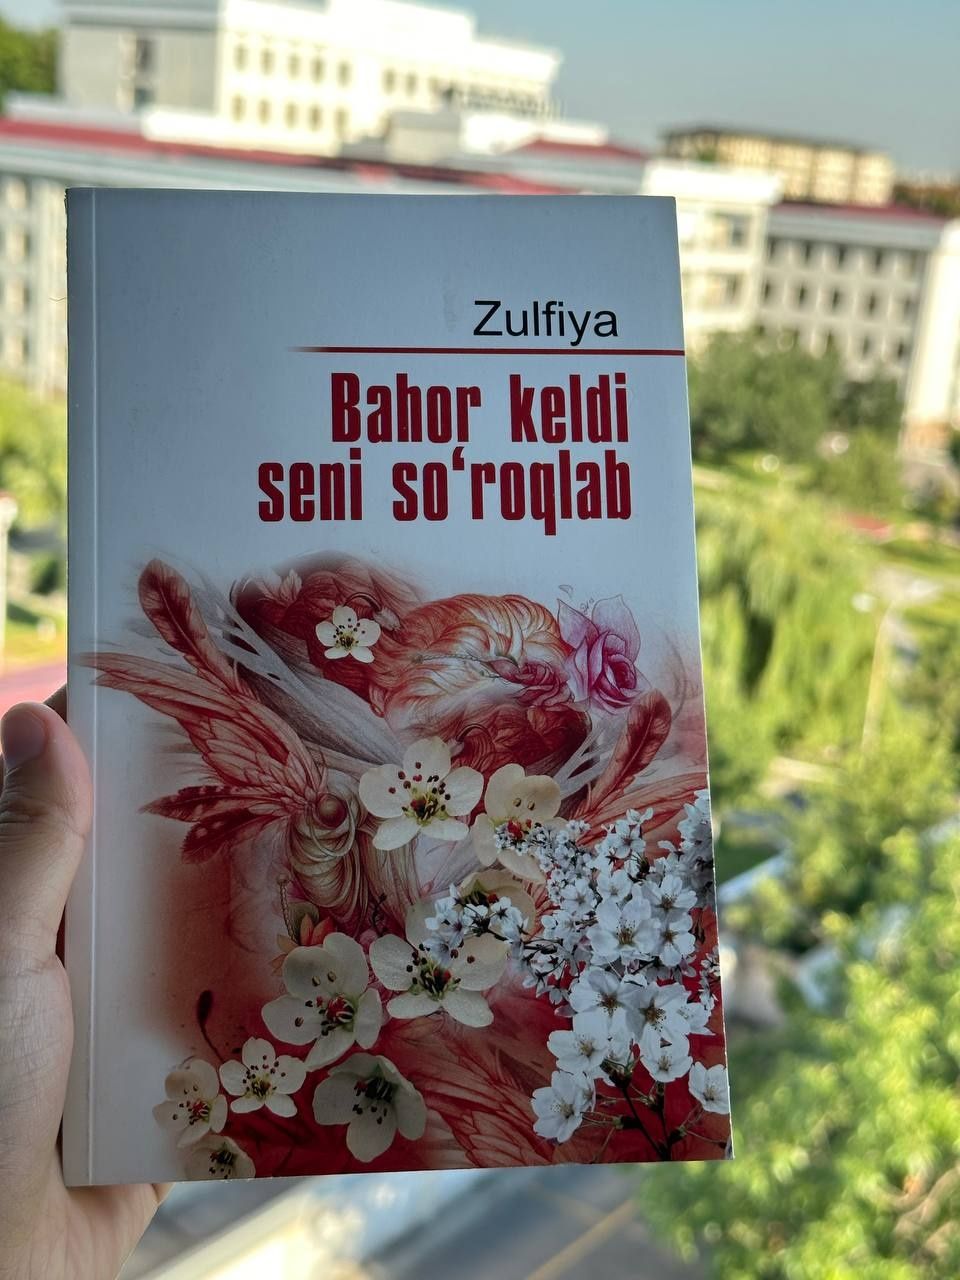 Zulfiya
Bahor keldi
seni so‘roqlab